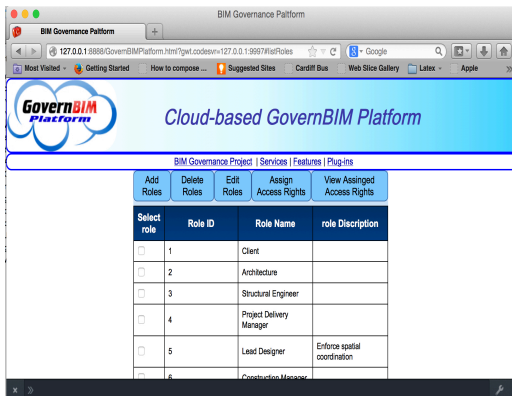 BIM Governance Paltform
BIM Governance Paltform
127.0.0.1:8888/GovernBIMPlatform.html?gwt.codesvr=127.0.0.1:9997#listRoles
Google
Most Visited
Getting Started
How to compose ...
Suggested Sites
Cardiff Bus
Web Slice Gallery
Latex
Apple
GovernBIM
Platform
Cloud-based GovernBIM Platform
BIM Governance Project | Services | Features | Plug-ins
Add Roles
Delete Roles
Edit Roles
Assign Access Rights
View Assinged Access Rights
Select role Role ID Role Name role Discription
1 Client
2 Architecture
3 Structural Engineer
4 Project Delivery Manager
5 Lead Designer Enforce spatial coordination
6 Construction Manager